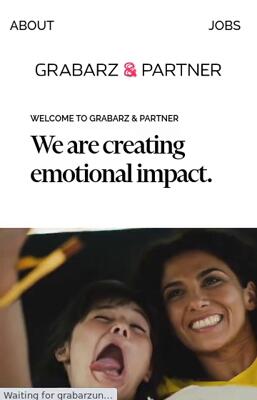 ABOUT JOBS
GRABARZ & PARTNER
WELCOME TO GRABARZ & PARTNER
We are creating
emotional impact.
Waiting for grabarzun...